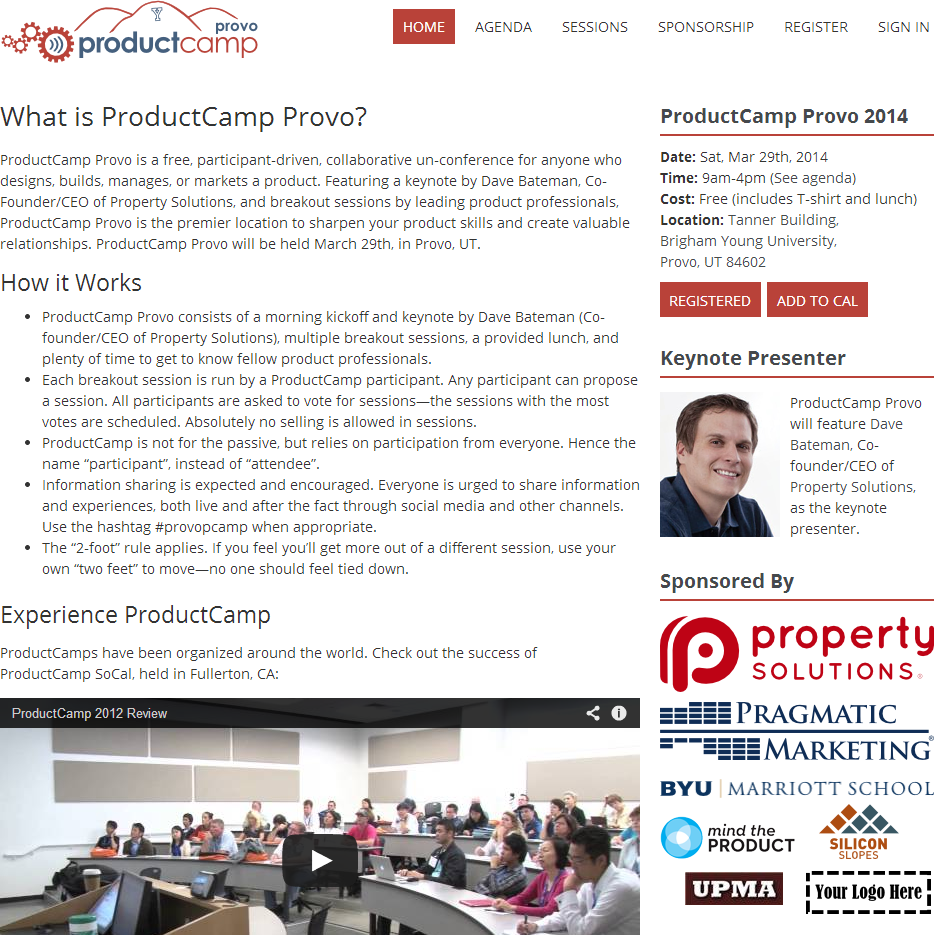 provo
productcamp
HOME AGENDA SESSIONS SPONSORSHIP REGISTER SIGN IN
What is ProductCamp Provo?
ProductCamp Provo is a free, participant-driven, collaborative un-conference for anyone who
designs, builds, manages, or markets a product. Featuring a keynote by Dave Bateman, Co-
Founder/CEO of Property Solutions, and breakout sessions by leading product professionals,
ProductCamp Provo is the premier location to sharpen your product skills and create valuable
relationships. ProductCamp Provo will be held March 29th, in Provo, UT.
How it Works
• ProductCamp Provo consists of a morning kickoff and keynote by Dave Bateman (Co-
founder/CEO of Property Solutions), multiple breakout sessions, a provided lunch, and
plenty of time to get to know fellow product professionals.
• Each breakout session is run by a ProductCamp participant. Any participant can propose
a session. All participants are asked to vote for sessions—the sessions with the most
votes are scheduled. Absolutely no selling is allowed in sessions.
• ProductCamp is not for the passive, but relies on participation from everyone. Hence the
name “participant”, instead of “attendee”.
• Information sharing is expected and encouraged. Everyone is urged to share information
and experiences, both live and after the fact through social media and other channels.
Use the hashtag #provopcamp when appropriate.
• The “2-foot” rule applies. If you feel you’ll get more out of a different session, use your
own “two feet” to move—no one should feel tied down.
Experience ProductCamp
ProductCamps have been organized around the world. Check out the success of
ProductCamp SoCal, held in Fullerton, CA:
ProductCamp 2012 Review
ProductCamp Provo 2014
Date: Sat, Mar 29th, 2014
Time: 9am-4pm (See agenda)
Cost: Free (includes T-shirt and lunch)
Location: Tanner Building,
Brigham Young University,
Provo, UT 84602
REGISTERED ADD TO CAL
Keynote Presenter
ProductCamp Provo
will feature Dave
Bateman, Co-
founder/CEO of
Property Solutions,
as the keynote
presenter.
Sponsored By
property
SOLUTIONS®
PRAGMATIC
MARKETING®
BYU | MARRIOTT SCHOOL
mind the
PRODUCT
SILICON
SLOPES
UPMA
Your Logo Here